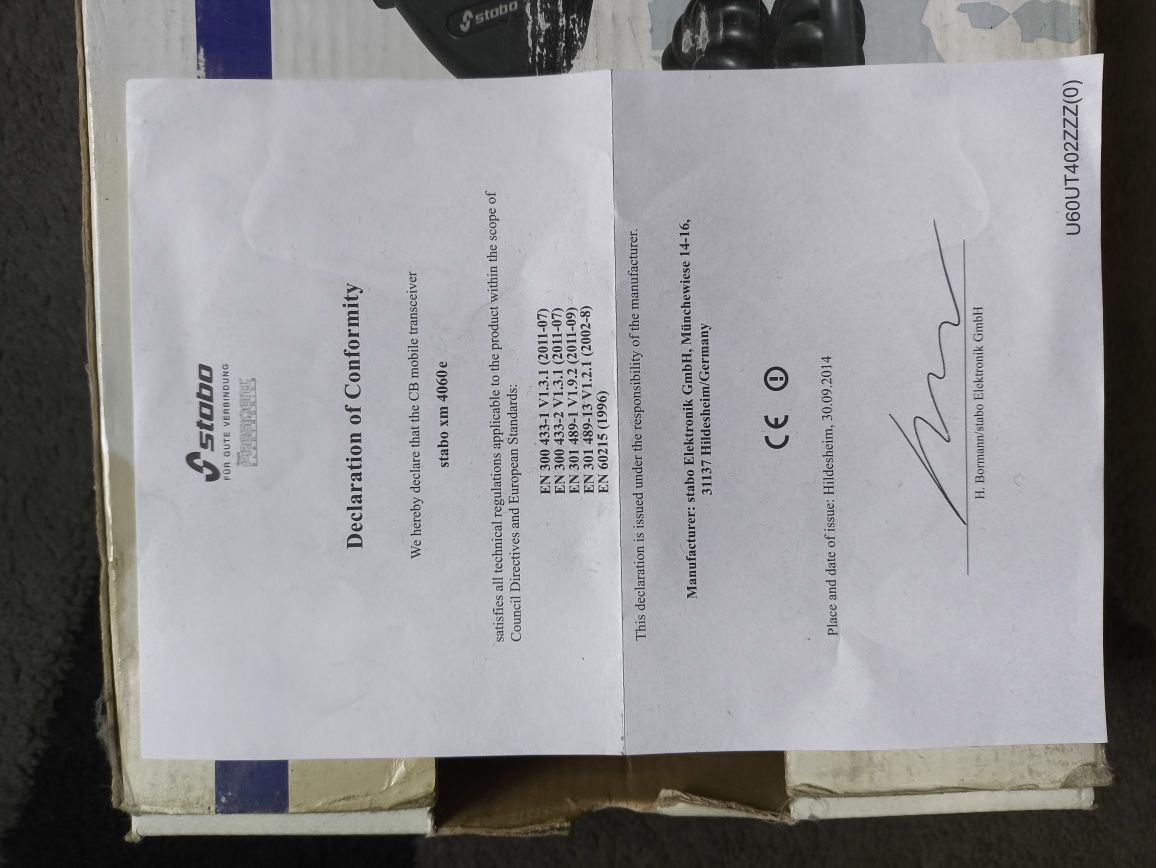 stabo
stabo
FÜR GUTE VERBINDUNG
President
ELECTRONICS
Declaration of Conformity
We hereby declare that the CB mobile transceiver
stabo xm 4060e
satisfies all technical regulations applicable to the product within the scope of
Council Directives and European Standards:
EN 300 433-1 V1.3.1 (2011-07)
EN 300 433-2 V1.3.1 (2011-07)
EN 301 489-1 V1.9.2 (2011-09)
EN 301 489-13 V1.2.1 (2002-8)
EN 60215 (1996)
This declaration is issued under the responsibility of the manufacturer.
Manufacturer: stabo Elektronik GmbH, Münchewiese 14-16,
31137 Hildesheim/Germany
CE
Place and date of issue: Hildesheim, 30.09.2014
H. Bormann/stabo Elektronik GmbH
U60UT402ZZZ(0)